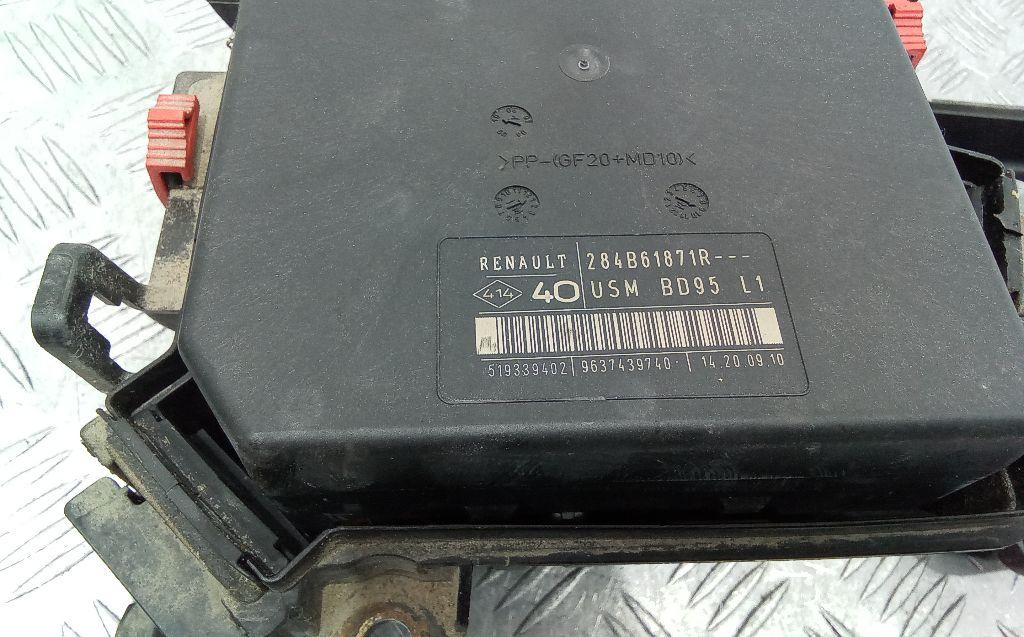 >PP-(GF20+MD10)<
RENAULT 284B61871R---
414 40 USM BD95 L1
519339402 9637439740· 14.20.09.10